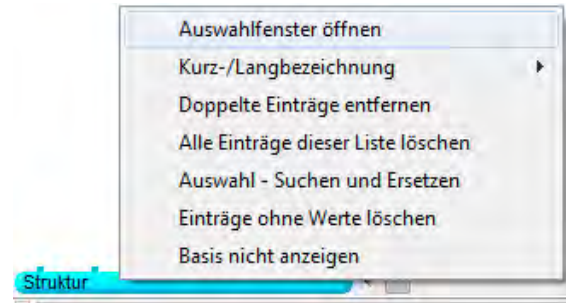 Auswahlfenster öffnen
Kurz-/Langbezeichnung
Doppelte Einträge entfernen
Alle Einträge dieser Liste löschen
Auswahl - Suchen und Ersetzen
Einträge ohne Werte löschen
Basis nicht anzeigen
Struktur